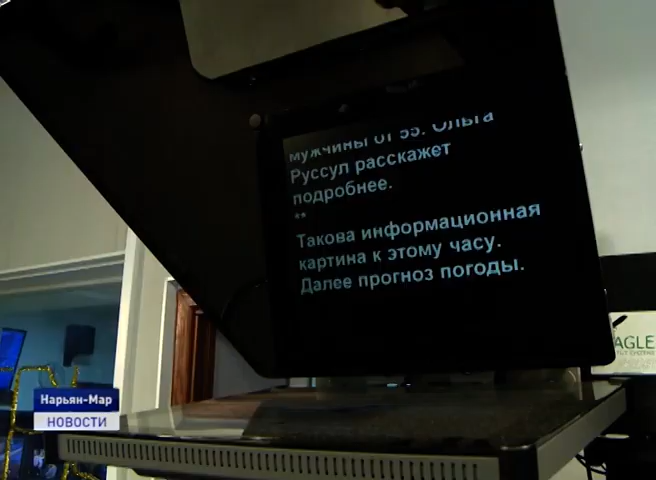 мужчины от 55. Ольга
Руссул расскажет
подробнее.
**
Такова информационная
картина к этому часу.
Далее прогноз погоды.
AGLE
Нарьян-Мар
НОВОСТИ